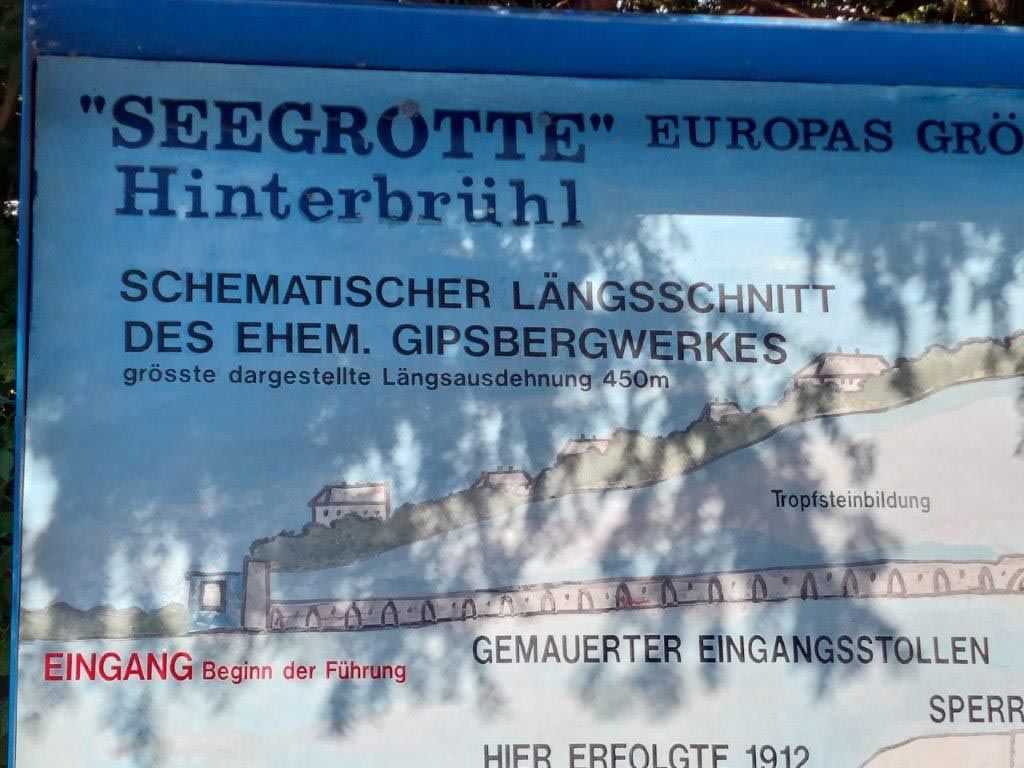 "SEEGROTTE" EUROPAS
Hinterbrühl
SCHEMATISCHER LÄNGSSCHNITT
DES EHEM. GIPSBERGWERKES
grösste dargestellte Längsausdehnung 450m
Tropfsteinbildung
GEMAUERTER EINGANGSSTOLLEN
EINGANG Beginn der Führung
HIER ERFOLGTE 1912